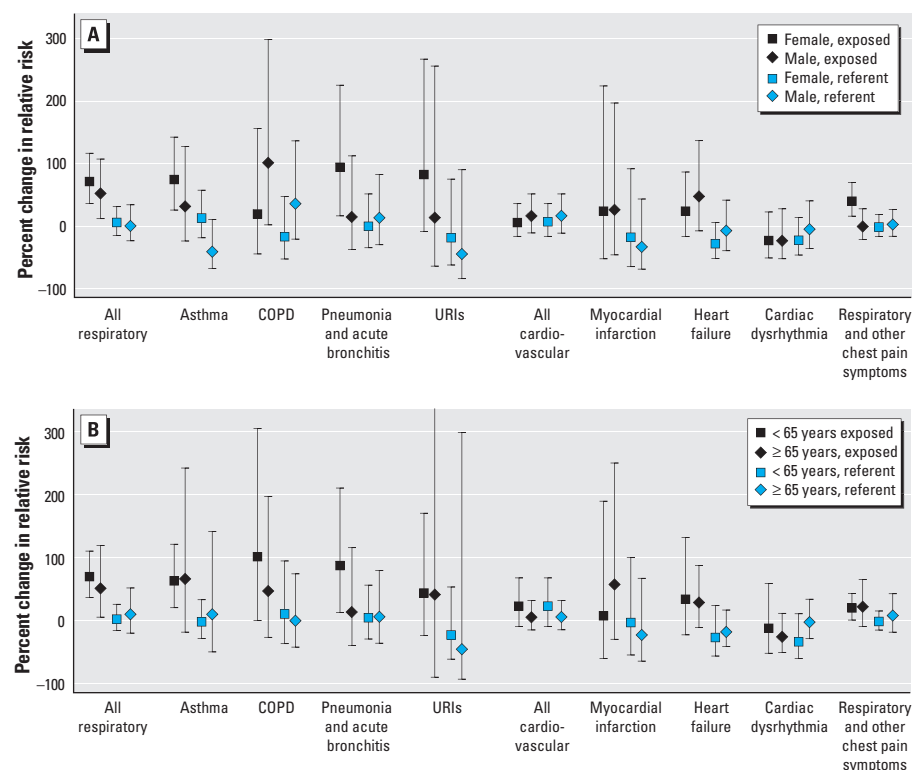 A
Percent change in relative risk
300
200
100
0
−100
Female, exposed
Male, exposed
Female, referent
Male, referent
All
respiratory
Asthma
COPD
Pneumonia
and acute
bronchitis
URIs
All
cardio-
vascular
Myocardial
infarction
Heart
failure
Cardiac
dysrhythmia
Respiratory
and other
chest pain
symptoms
B
Percent change in relative risk
300
200
100
0
−100
< 65 years exposed
≥ 65 years, exposed
< 65 years, referent
≥ 65 years, referent
All
respiratory
Asthma
COPD
Pneumonia
and acute
bronchitis
URIs
All
cardio-
vascular
Myocardial
infarction
Heart
failure
Cardiac
dysrhythmia
Respiratory
and other
chest pain
symptoms